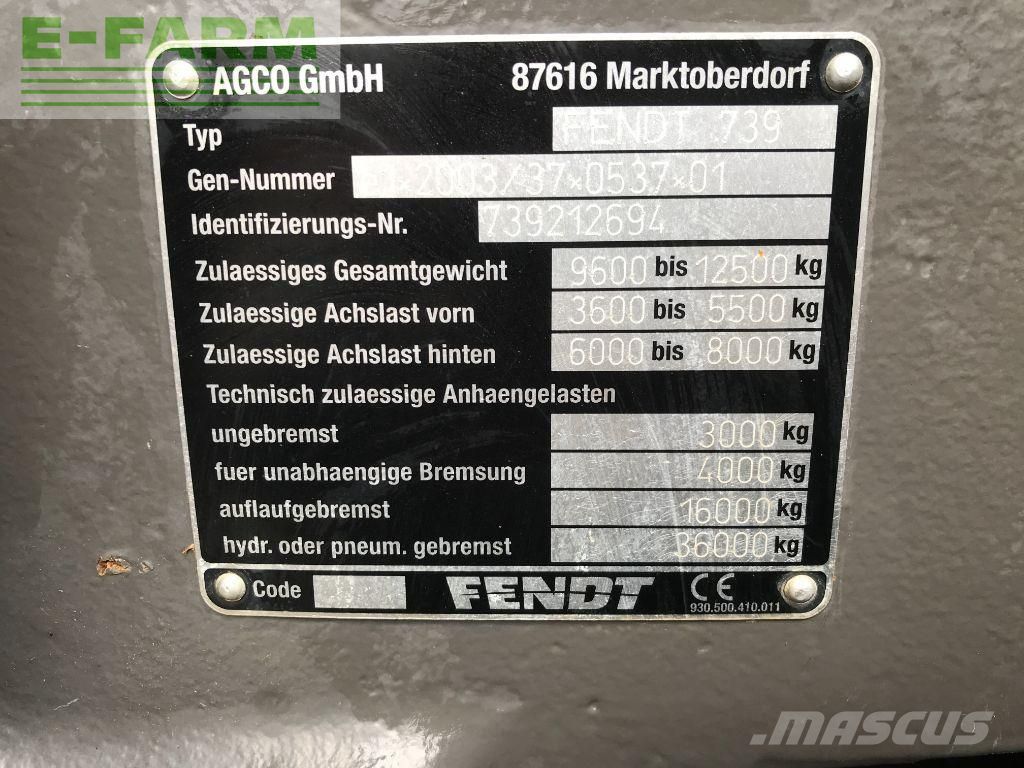 E-FARM
AGCO GmbH 87616 Marktoberdorf
Typ FENDT 739
Gen-Nummer e1*2003/37*0537*01
Identifizierungs-Nr. 739212694
Zulaessiges Gesamtgewicht 9600 bis 12500 kg
Zulaessige Achslast vorn 3600 bis 5500 kg
Zulaessige Achslast hinten 6000 bis 8000 kg
Technisch zulaessige Anhaengelasten
ungebremst 3000 kg
fuer unabhaengige Bremsung 4000 kg
auflaufgebremst 16000 kg
hydr. oder pneum. gebremst 36000 kg
Code FENDT CE
930.500.410.011
MASCUS